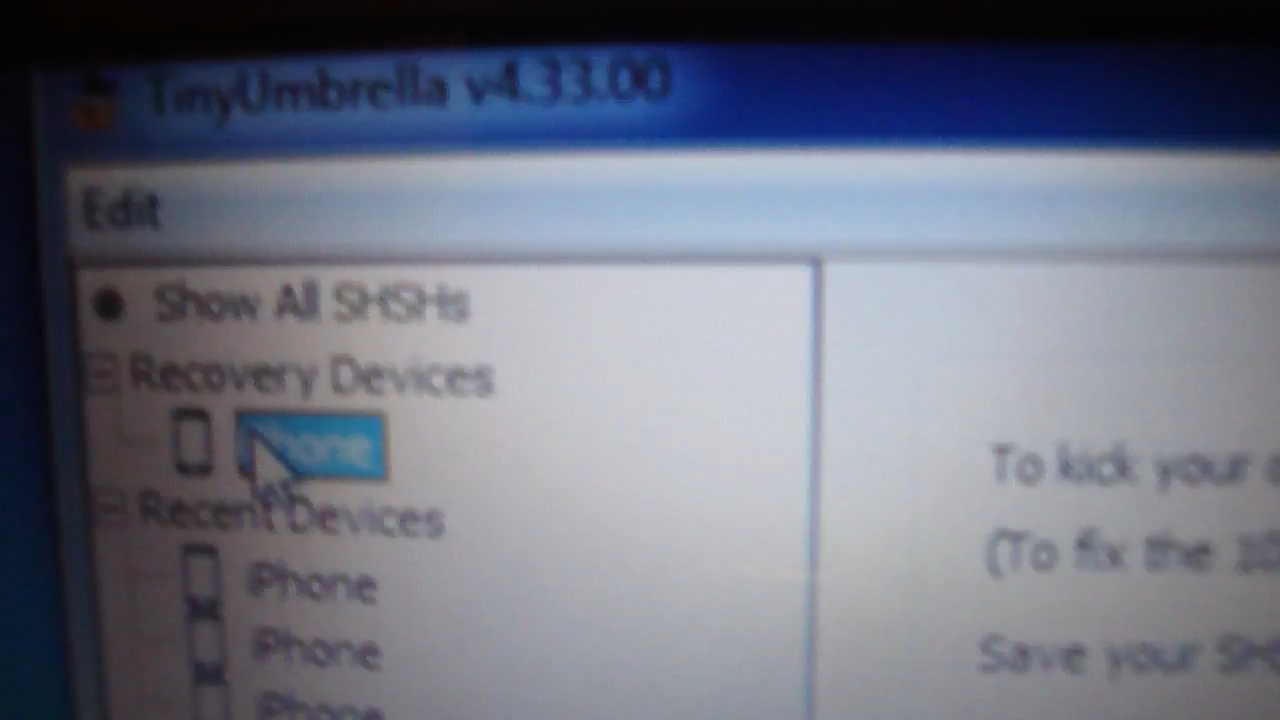 TinyUmbrella v4.33.00
Edit
Show All SHSHs
Recovery Devices
iPhone
Recent Devices
iPhone
iPhone
iPhone
To kick your
(To fix the
Save your